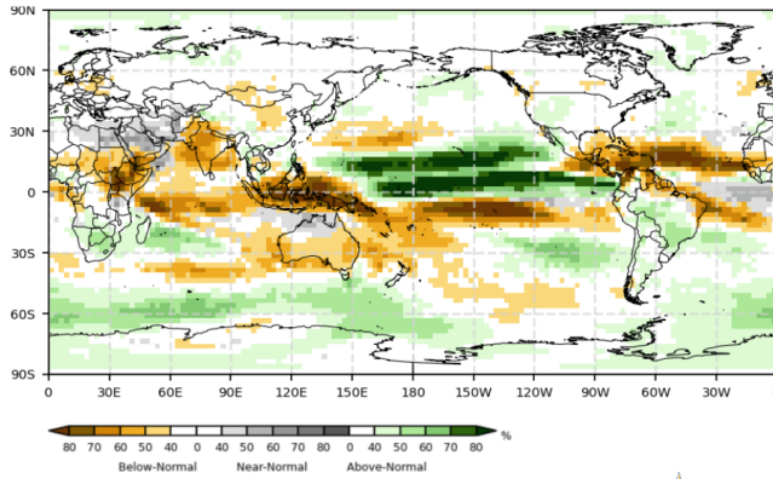 90N
60N
30N
0
30S
60S
90S
0 30E 60E 90E 120E 150E 180 150W 120W 90W 60W 30W
80 70 60 50 40 0 40 50 60 70 80 0 40 50 60 70 80 %
Below-Normal Near-Normal Above-Normal